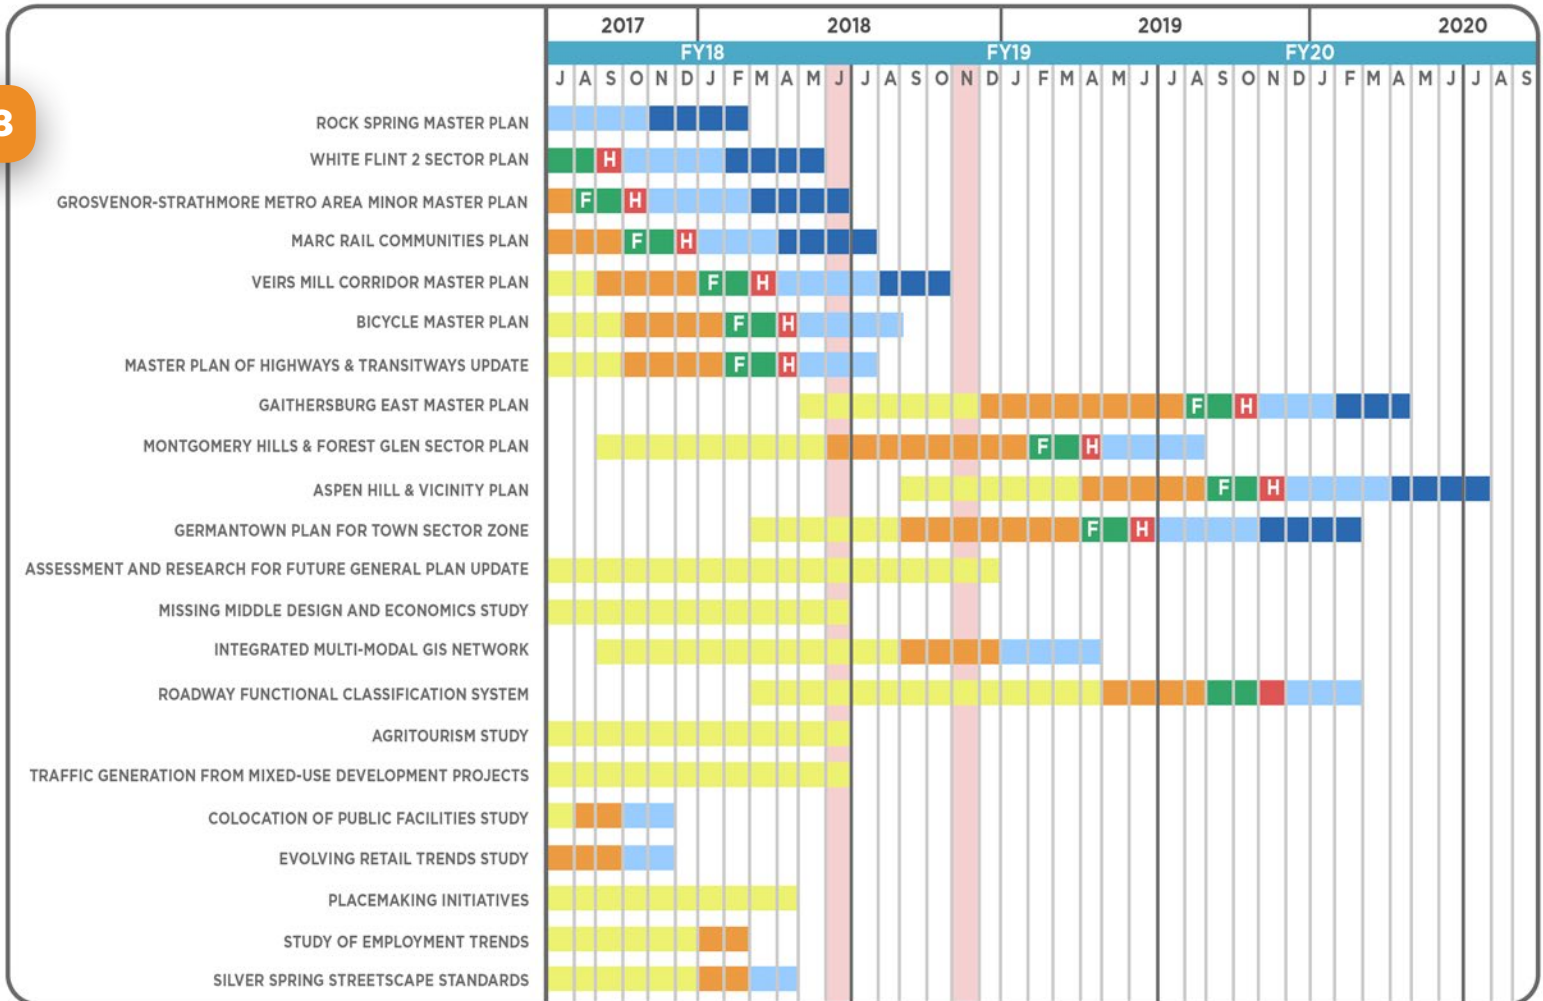 2017 2018 2019 2020
FY18 FY19 FY20
J A S O N D J F M A M J J A S O N D J F M A M J J A S O N D J F M A M J J A S
3
ROCK SPRING MASTER PLAN
WHITE FLINT 2 SECTOR PLAN H
GROSVENOR-STRATHMORE METRO AREA MINOR MASTER PLAN F H
MARC RAIL COMMUNITIES PLAN F H
VEIRS MILL CORRIDOR MASTER PLAN F H
BICYCLE MASTER PLAN F H
MASTER PLAN OF HIGHWAYS & TRANSITWAYS UPDATE F H
GAITHERSBURG EAST MASTER PLAN F H
MONTGOMERY HILLS & FOREST GLEN SECTOR PLAN F H
ASPEN HILL & VICINITY PLAN F H
GERMANTOWN PLAN FOR TOWN SECTOR ZONE F H
ASSESSMENT AND RESEARCH FOR FUTURE GENERAL PLAN UPDATE
MISSING MIDDLE DESIGN AND ECONOMICS STUDY
INTEGRATED MULTI-MODAL GIS NETWORK
ROADWAY FUNCTIONAL CLASSIFICATION SYSTEM
AGRITOURISM STUDY
TRAFFIC GENERATION FROM MIXED-USE DEVELOPMENT PROJECTS
COLOCATION OF PUBLIC FACILITIES STUDY
EVOLVING RETAIL TRENDS STUDY
PLACEMAKING INITIATIVES
STUDY OF EMPLOYMENT TRENDS
SILVER SPRING STREETSCAPE STANDARDS